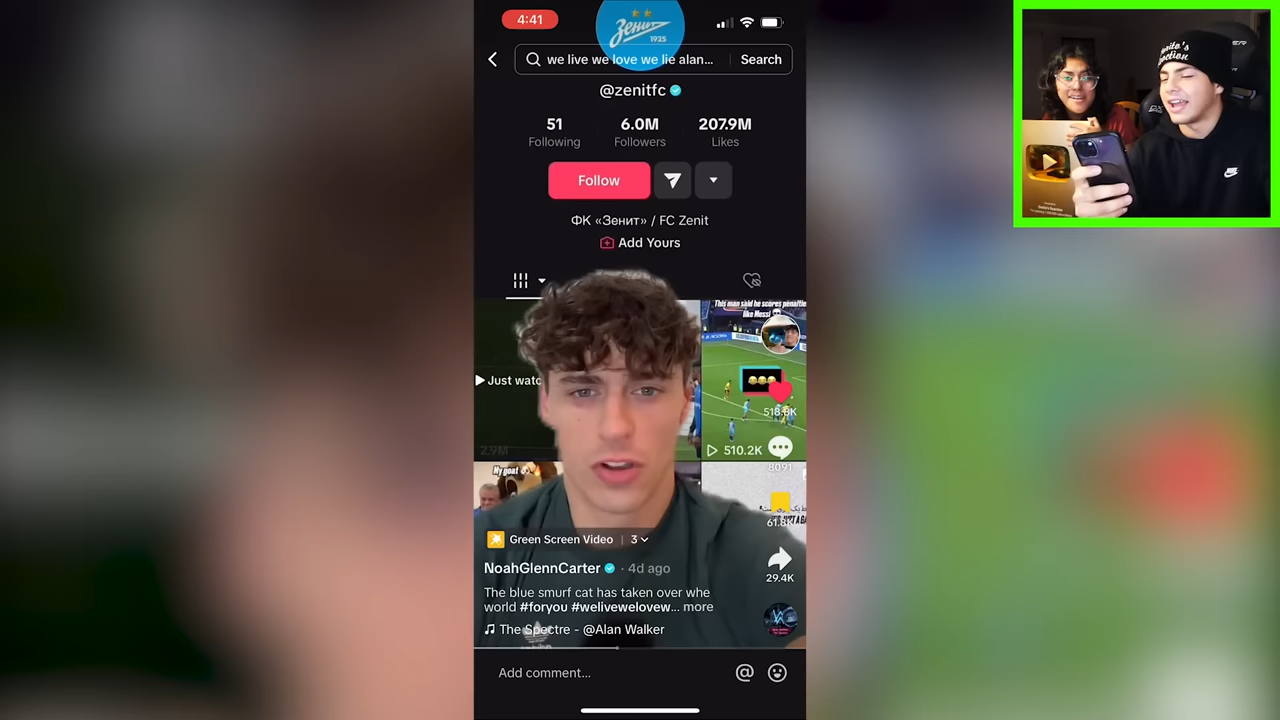 4:41
Зенит
1925
we live we love we lie alan...
Search
@zenitfc
51
6.0M
207.9M
Following
Followers
Likes
Follow
ФК «Зенит» / FC Zenit
Add Yours
This man said he scores penalties
like Messi
Just watc
518.8K
2.9M
510.2K
8091
My goat
61.8K
Green Screen Video | 3
NoahGlennCarter · 4d ago
29.4K
The blue smurf cat has taken over whe
world #foryou #welivewelovew... more
The Spectre - @Alan Walker
Add comment...
@